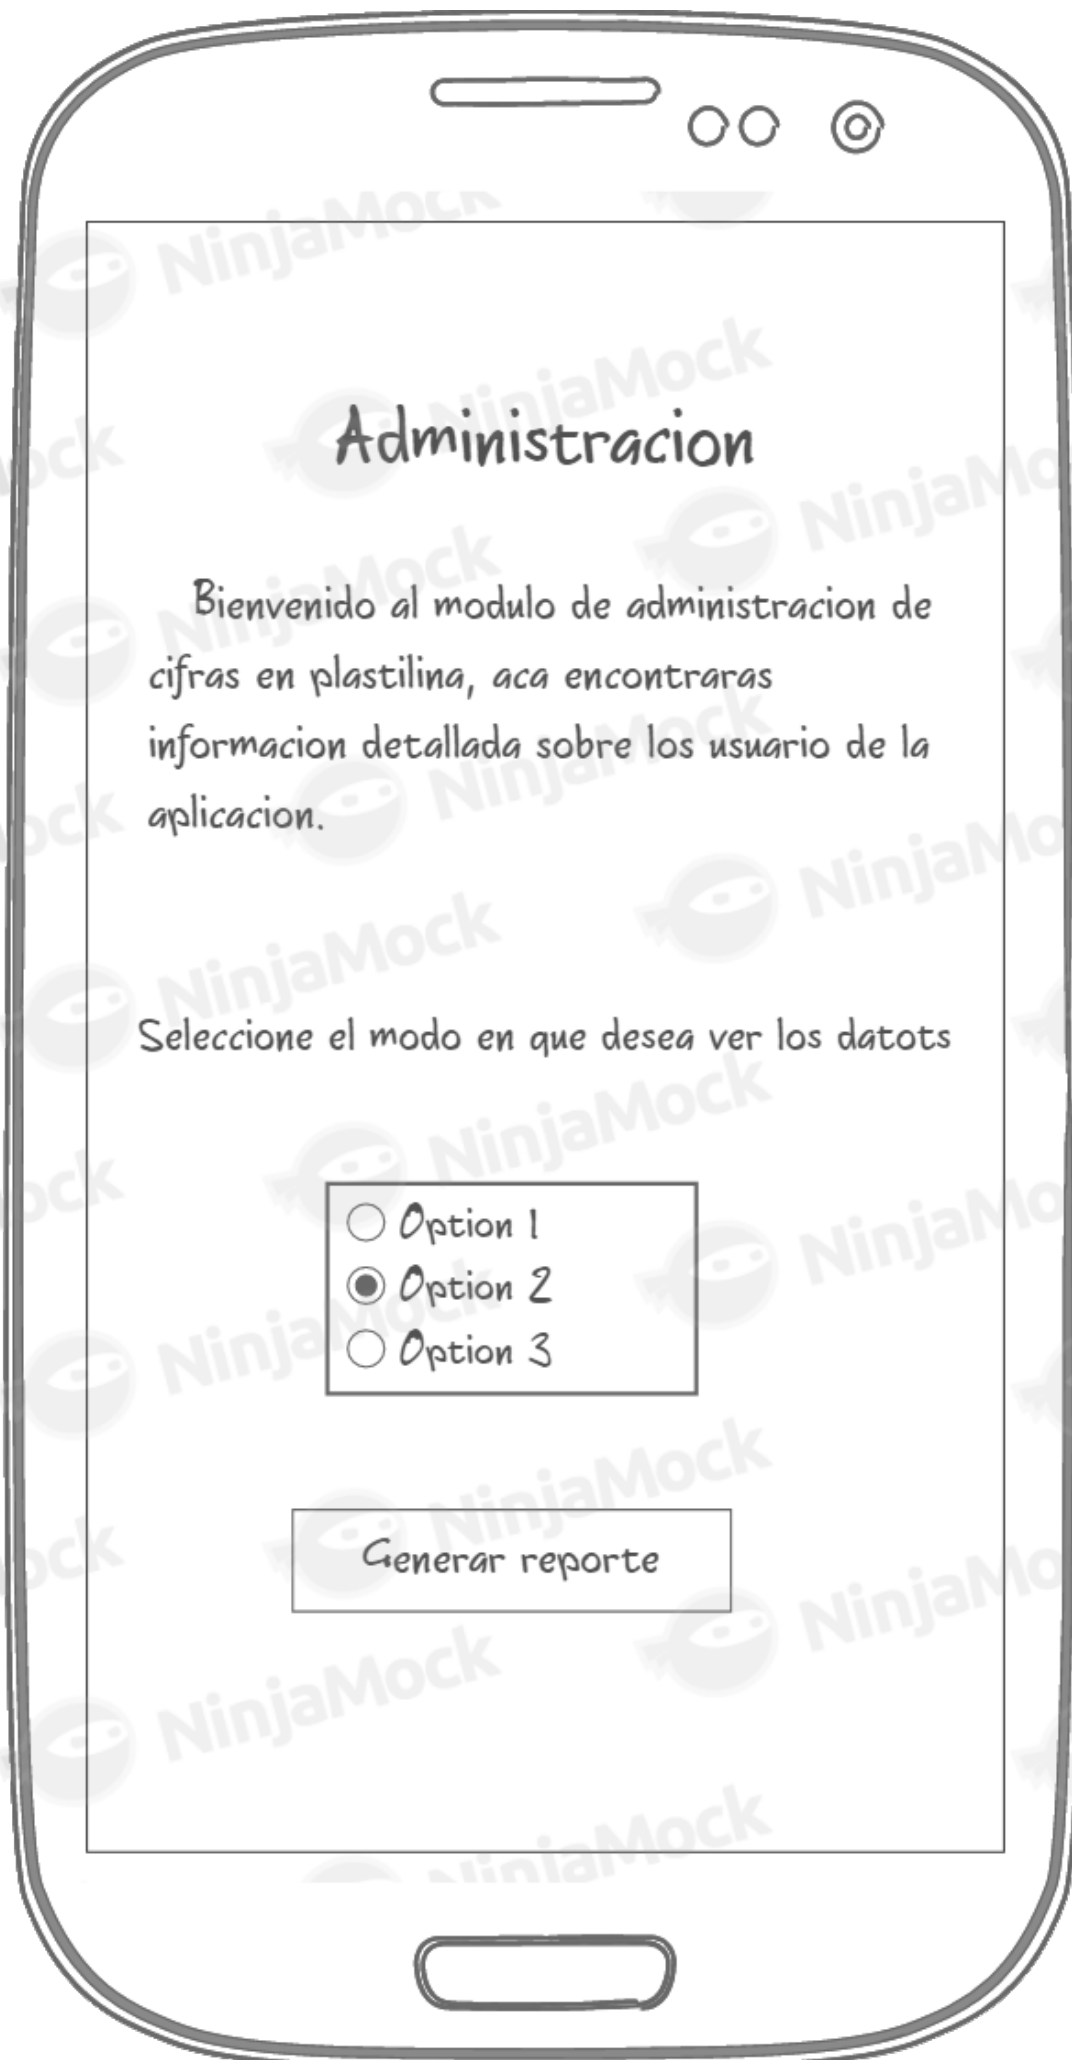 Administracion
Bienvenido al modulo de administracion de
cifras en plastilina, aca encontraras
informacion detallada sobre los usuario de la
aplicacion.
Seleccione el modo en que desea ver los datots
Option 1
Option 2
Option 3
Generar reporte
NinjaMock